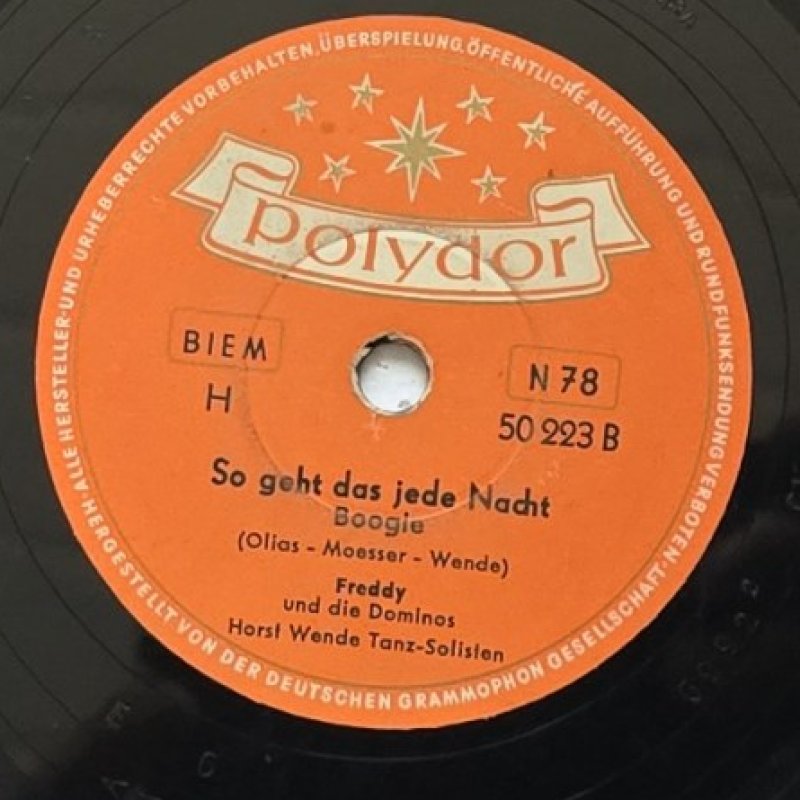 ALLE HERSTELLER- UND URHEBERRECHTE VORBEHALTEN, ÜBERSPIELUNG, ÖFFENTLICHE AUFFÜHRUNG UND RUNDFUNKSENDUNG VERBOTEN.
polydor
BIEM
N 78
H
50 223 B
So geht das jede Nacht
Boogie
(Olias - Moesser - Wende)
Freddy
und die Dominos
Horst Wende Tanz-Solisten
HERGESTELLT VON DER DEUTSCHEN GRAMMOPHON GESELLSCHAFT